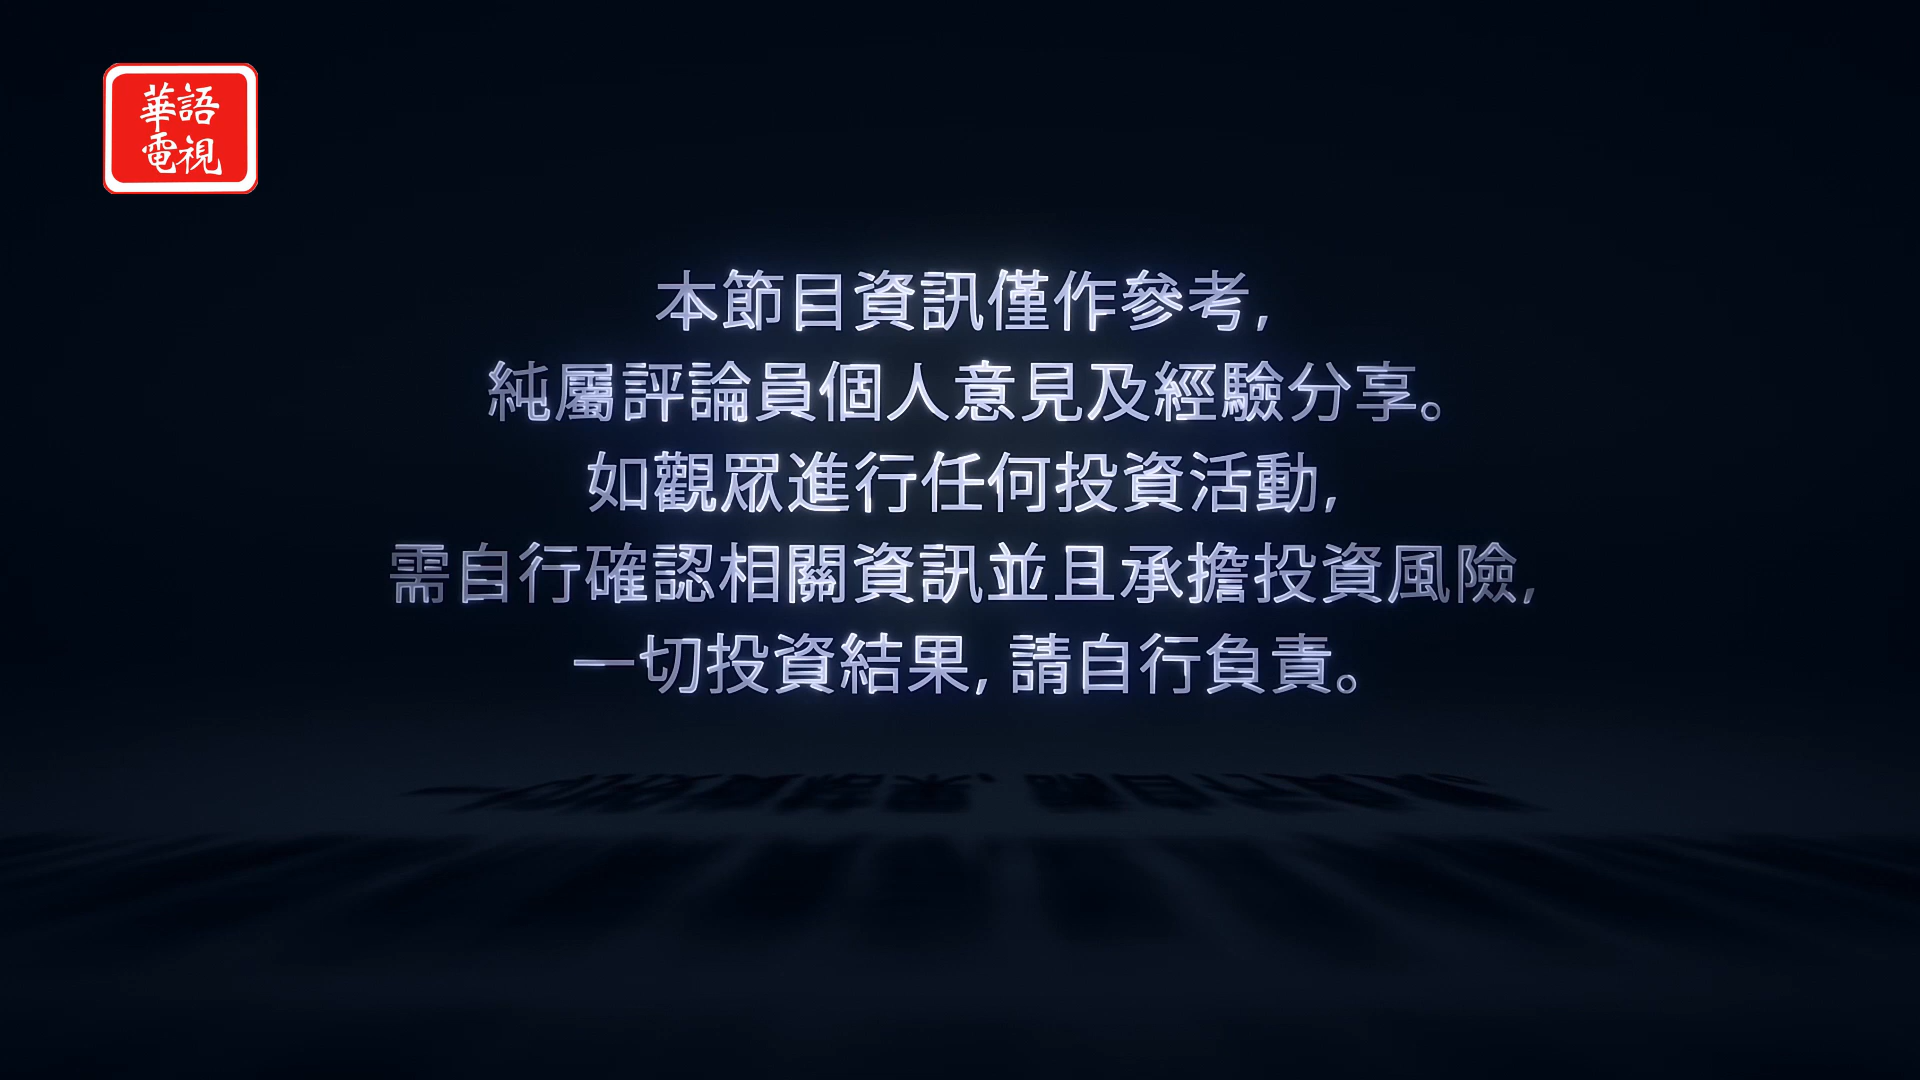 華語
電視
本節目資訊僅作參考,
純屬評論員個人意見及經驗分享。
如觀眾進行任何投資活動,
需自行確認相關資訊並且承擔投資風險,
一切投資結果, 請自行負責。